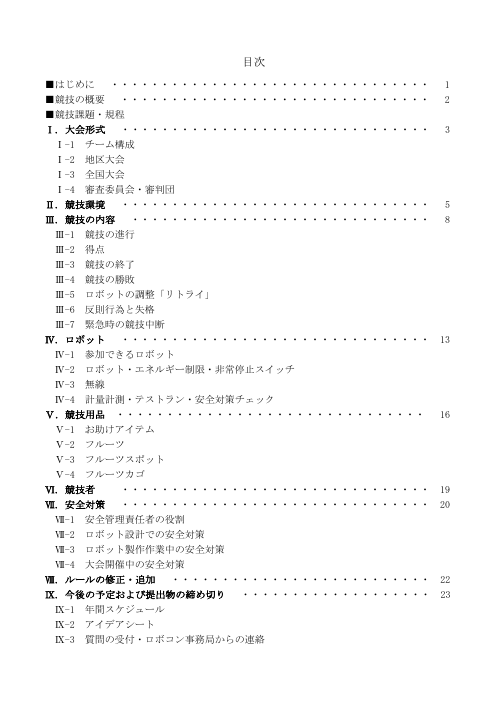 目次
■はじめに ・・・・・・・・・・・・・・・・・・・・・・・・・・・・・・・・ 1
■競技の概要 ・・・・・・・・・・・・・・・・・・・・・・・・・・・・・・・ 2
■競技課題・規程
Ⅰ．大会形式 ・・・・・・・・・・・・・・・・・・・・・・・・・・・・・・・ 3
Ⅰ-1 チーム構成
Ⅰ-2 地区大会
Ⅰ-3 全国大会
Ⅰ-4 審査委員会・審判団
Ⅱ．競技環境 ・・・・・・・・・・・・・・・・・・・・・・・・・・・・・・・ 5
Ⅲ．競技の内容 ・・・・・・・・・・・・・・・・・・・・・・・・・・・・・・ 8
Ⅲ-1 競技の進行
Ⅲ-2 得点
Ⅲ-3 競技の終了
Ⅲ-4 競技の勝敗
Ⅲ-5 ロボットの調整「リトライ」
Ⅲ-6 反則行為と失格
Ⅲ-7 緊急時の競技中断
Ⅳ．ロボット ・・・・・・・・・・・・・・・・・・・・・・・・・・・・・・・ 13
Ⅳ-1 参加できるロボット
Ⅳ-2 ロボット・エネルギー制限・非常停止スイッチ
Ⅳ-3 無線
Ⅳ-4 計量計測・テストラン・安全対策チェック
Ⅴ．競技用品 ・・・・・・・・・・・・・・・・・・・・・・・・・・・・・・・ 16
Ⅴ-1 お助けアイテム
Ⅴ-2 フルーツ
Ⅴ-3 フルーツスポット
Ⅴ-4 フルーツカゴ
Ⅵ．競技者 ・・・・・・・・・・・・・・・・・・・・・・・・・・・・・・・ 19
Ⅶ．安全対策 ・・・・・・・・・・・・・・・・・・・・・・・・・・・・・・・ 20
Ⅶ-1 安全管理責任者の役割
Ⅶ-2 ロボット設計での安全対策
Ⅶ-3 ロボット製作作業中の安全対策
Ⅶ-4 大会開催中の安全対策
Ⅷ．ルールの修正・追加 ・・・・・・・・・・・・・・・・・・・・・・・・・・ 22
Ⅸ．今後の予定および提出物の締め切り ・・・・・・・・・・・・・・・・・・・ 23
Ⅸ-1 年間スケジュール
Ⅸ-2 アイデアシート
Ⅸ-3 質問の受付・ロボコン事務局からの連絡